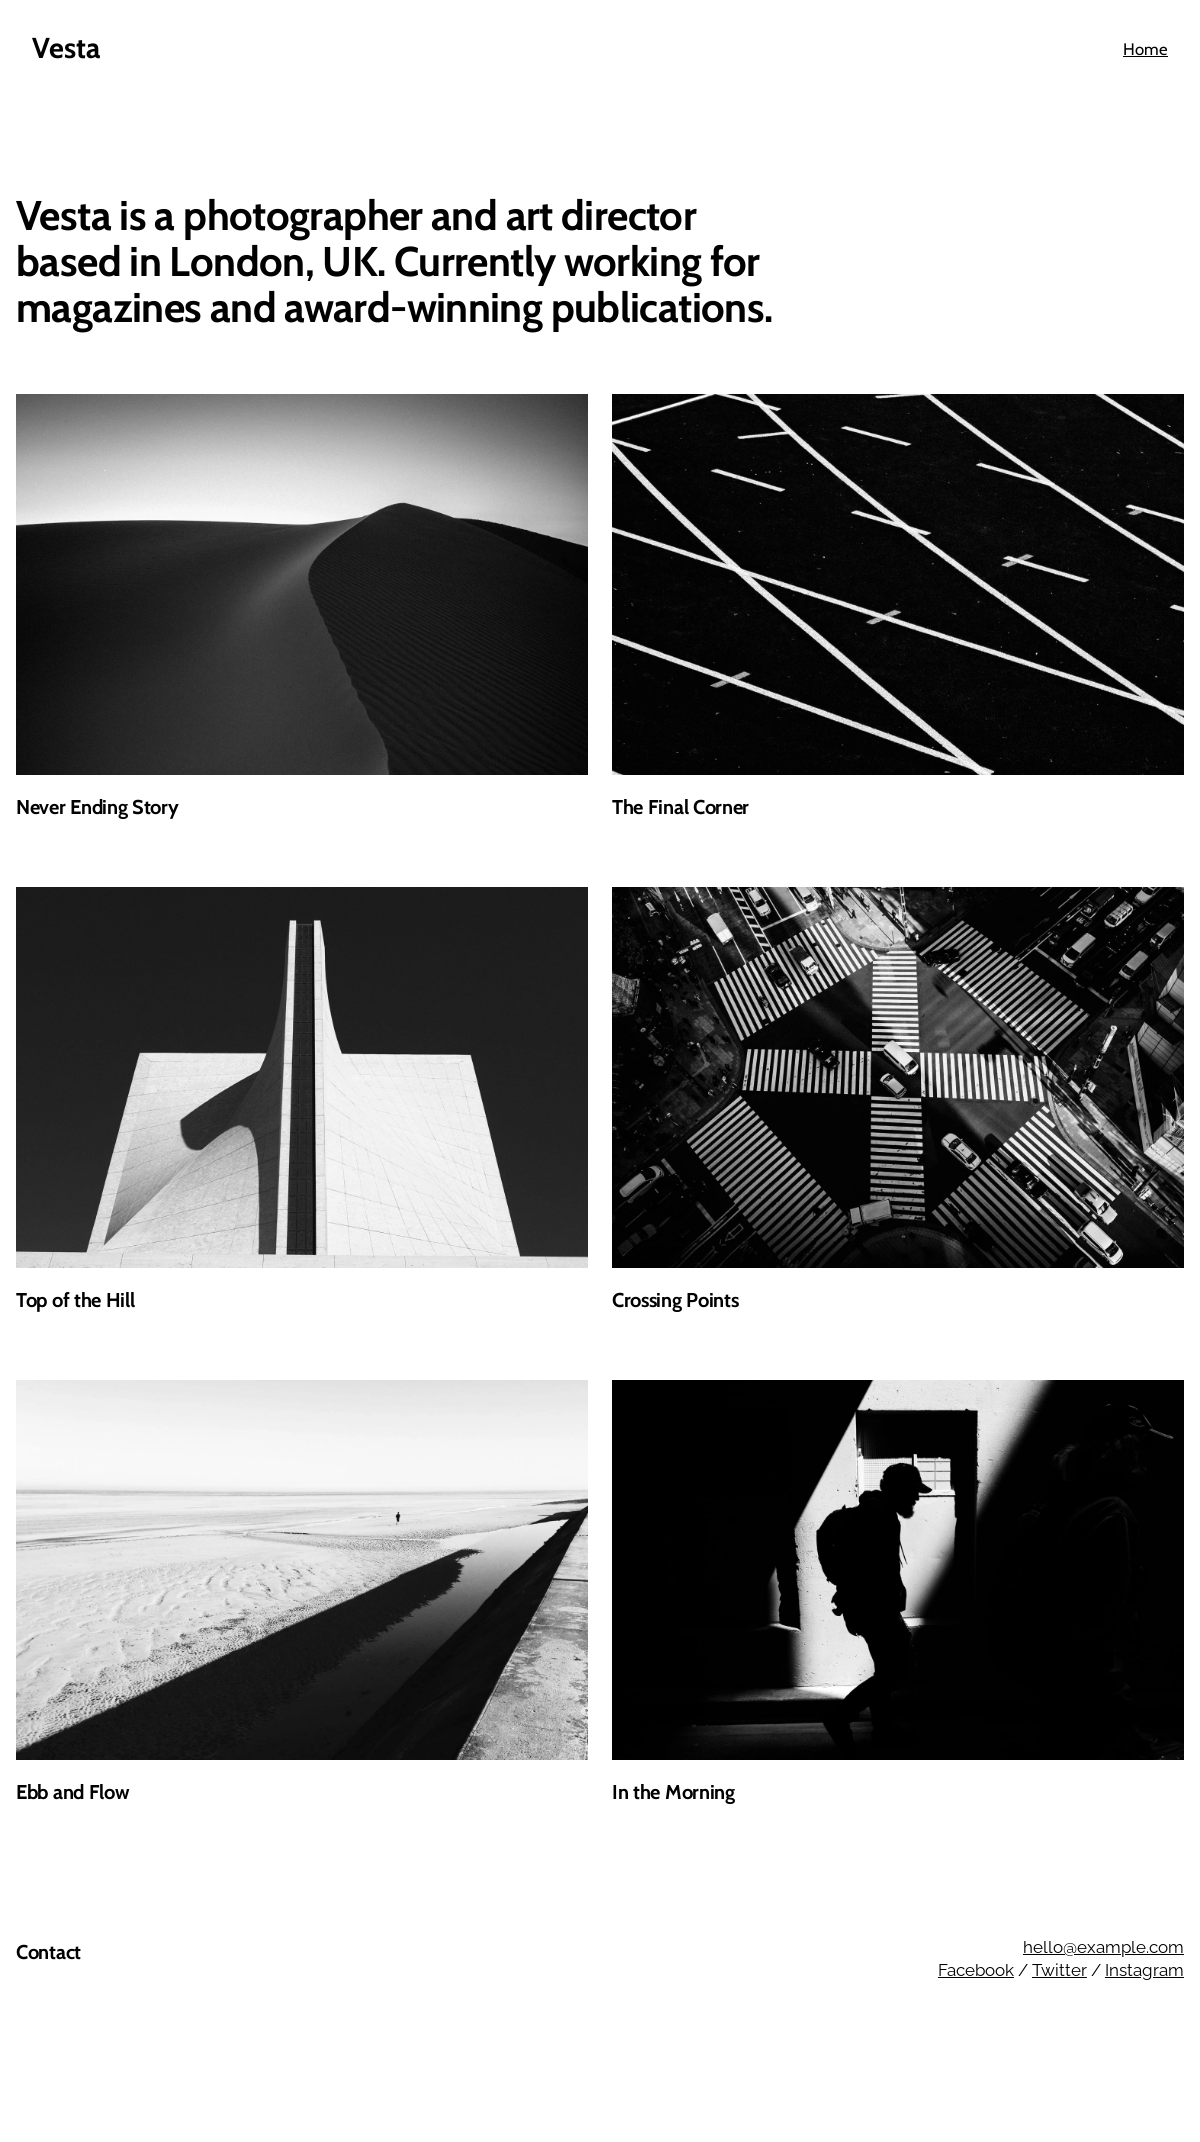 Vesta
Home
Vesta is a photographer and art director
based in London, UK. Currently working for
magazines and award-winning publications.
Never Ending Story
The Final Corner
Top of the Hill
Crossing Points
Ebb and Flow
In the Morning
Contact
hello@example.com
Facebook / Twitter / Instagram